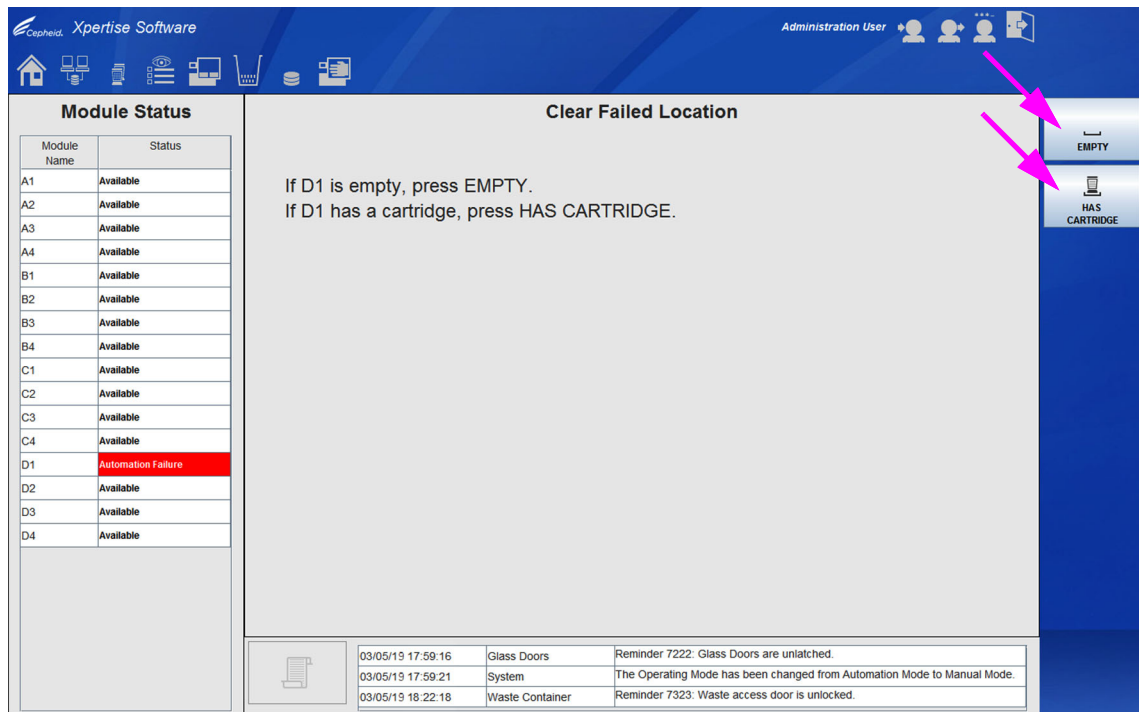 Cepheid. Xpertise Software
Administration User
Module Status
Module Name Status
A1 Available
A2 Available
A3 Available
A4 Available
B1 Available
B2 Available
B3 Available
B4 Available
C1 Available
C2 Available
C3 Available
C4 Available
D1 Automation Failure
D2 Available
D3 Available
D4 Available
Clear Failed Location
If D1 is empty, press EMPTY.
If D1 has a cartridge, press HAS CARTRIDGE.
EMPTY
HAS
CARTRIDGE
03/05/19 17:59:16 Glass Doors Reminder 7222: Glass Doors are unlatched.
03/05/19 17:59:21 System The Operating Mode has been changed from Automation Mode to Manual Mode.
03/05/19 18:22:18 Waste Container Reminder 7323: Waste access door is unlocked.